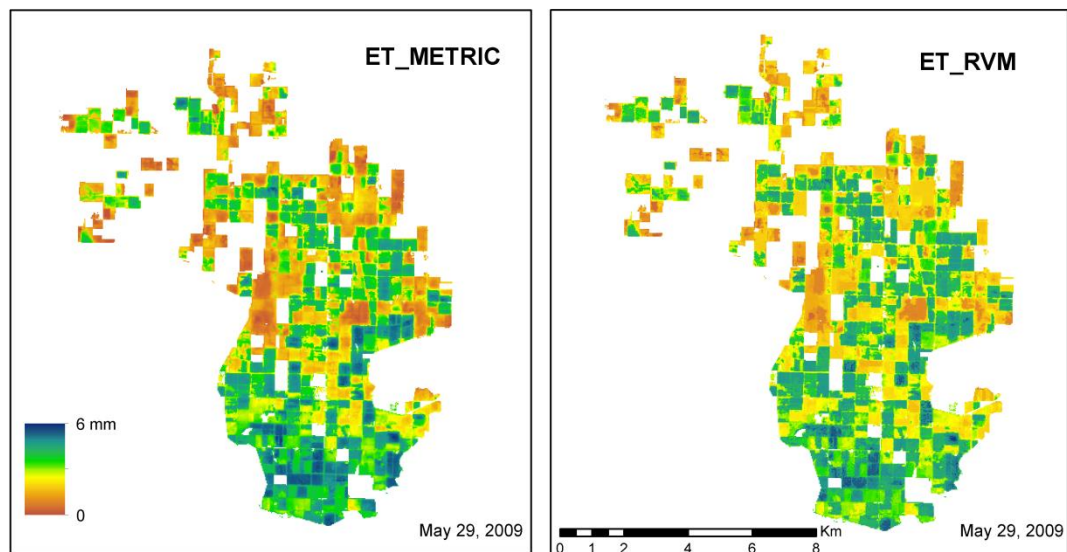 ET_METRIC
6 mm
0
May 29, 2009
ET_RVM
Km
0 1 2 4 6 8
May 29, 2009